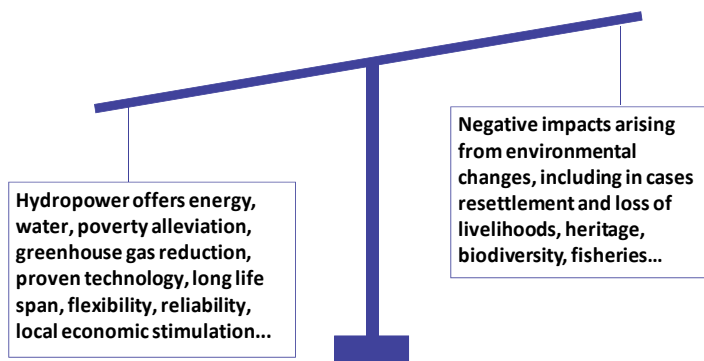 Hydropower offers energy,
water, poverty alleviation,
greenhouse gas reduction,
proven technology, long life
span, flexibility, reliability,
local economic stimulation...
Negative impacts arising
from environmental
changes, including in cases
resettlement and loss of
livelihoods, heritage,
biodiversity, fisheries...